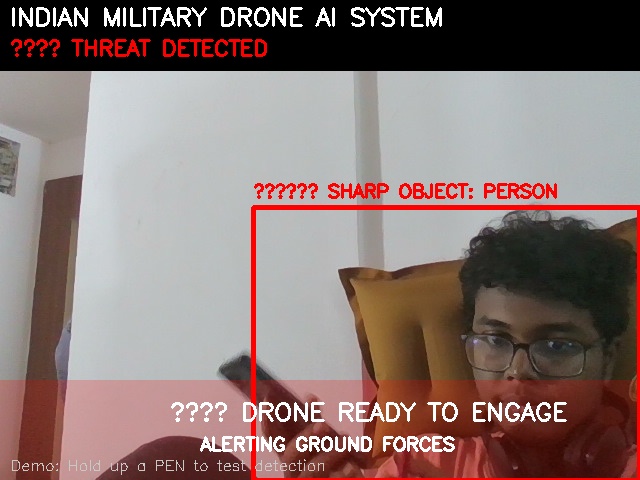 INDIAN MILITARY DRONE AI SYSTEM
???? THREAT DETECTED
?????? SHARP OBJECT: PERSON
???? DRONE READY TO ENGAGE
ALERTING GROUND FORCES
Demo: Hold up a PEN to test detection